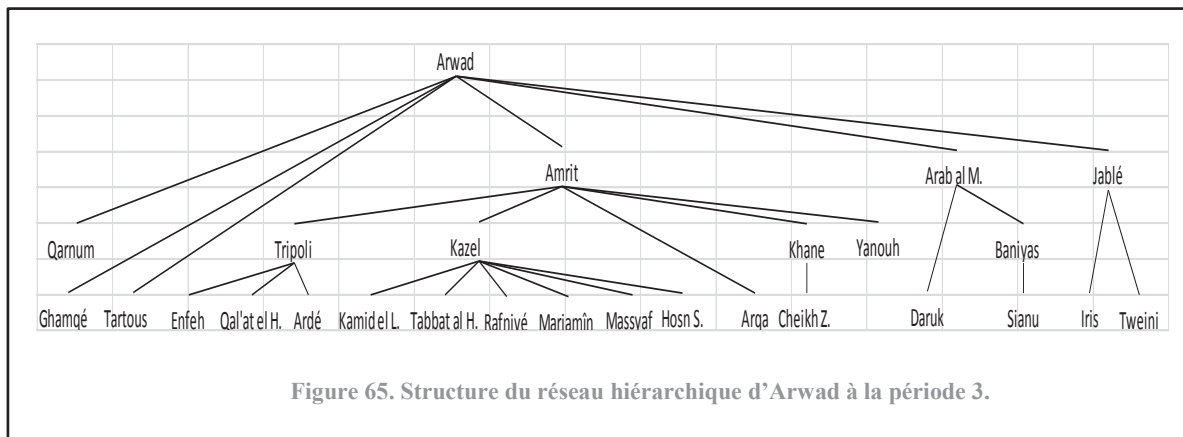 Arwad
Amrit Arab al M. Jablé
Qarnum Tripoli Kazel Khane Yanouh Baniyas
Ghamqé Tartous Enfeh Qal'at el H. Ardé Kamid el L. Tabbat al H. Rafnivé Mariamîn Massyaf Hosn S. Arqa Cheikh Z. Daruk Sianu Iris Tweini
Figure 65. Structure du réseau hiérarchique d'Arwad à la période 3.